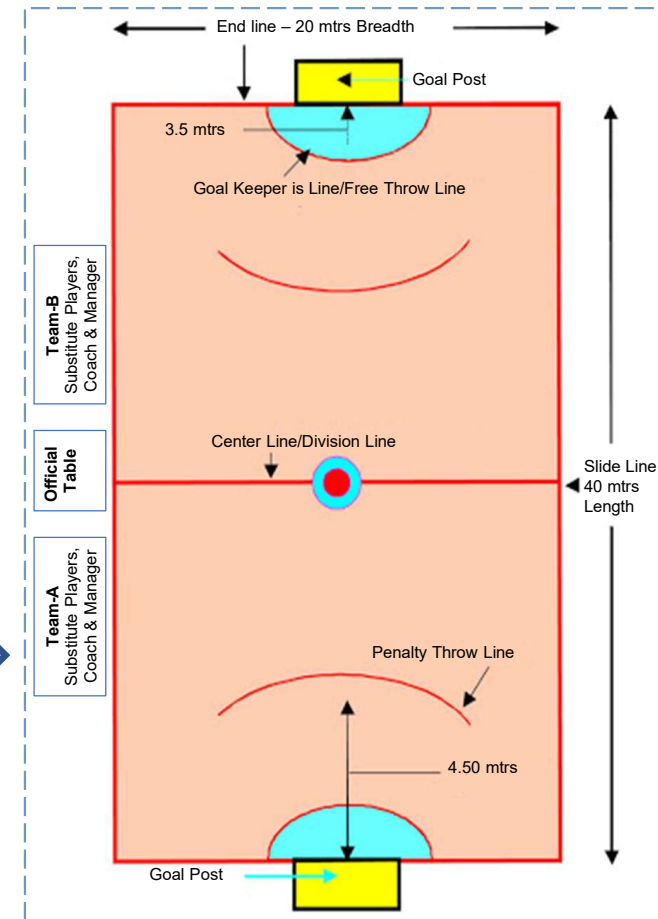 End line – 20 mtrs Breadth
Goal Post
3.5 mtrs
Goal Keeper is Line/Free Throw Line
Team-B
Substitute Players,
Coach & Manager
Center Line/Division Line
Official
Table
Slide Line
40 mtrs
Length
Team-A
Substitute Players,
Coach & Manager
Penalty Throw Line
4.50 mtrs
Goal Post